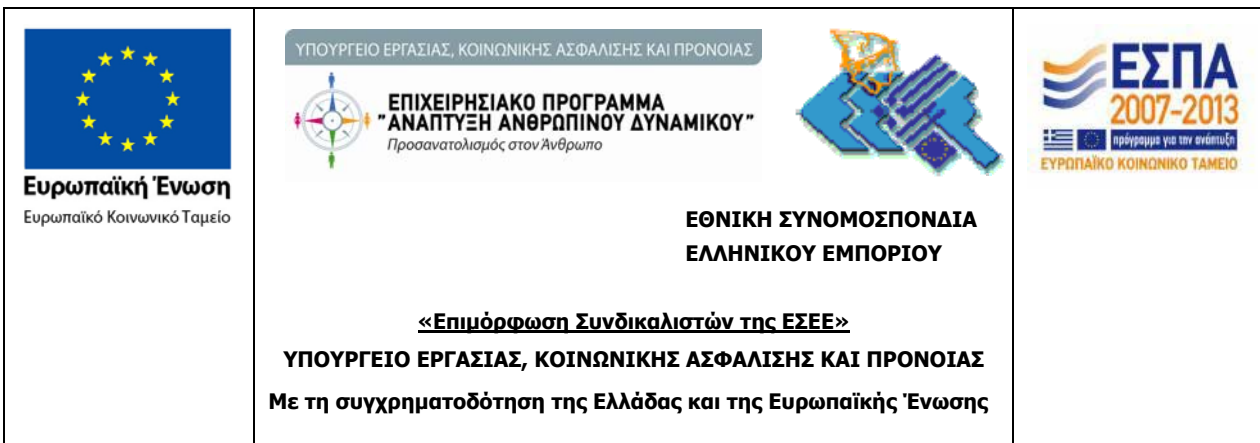 Ευρωπαϊκή Ένωση
Ευρωπαϊκό Κοινωνικό Ταμείο
ΥΠΟΥΡΓΕΙΟ ΕΡΓΑΣΙΑΣ, ΚΟΙΝΩΝΙΚΗΣ ΑΣΦΑΛΙΣΗΣ ΚΑΙ ΠΡΟΝΟΙΑΣ
ΕΠΙΧΕΙΡΗΣΙΑΚΟ ΠΡΟΓΡΑΜΜΑ
"ΑΝΑΠΤΥΞΗ ΑΝΘΡΩΠΙΝΟΥ ΔΥΝΑΜΙΚΟΥ"
Προσανατολισμός στον Άνθρωπο
ΕΘΝΙΚΗ ΣΥΝΟΜΟΣΠΟΝΔΙΑ
ΕΛΛΗΝΙΚΟΥ ΕΜΠΟΡΙΟΥ
«Επιμόρφωση Συνδικαλιστών της ΕΣΕΕ»
ΥΠΟΥΡΓΕΙΟ ΕΡΓΑΣΙΑΣ, ΚΟΙΝΩΝΙΚΗΣ ΑΣΦΑΛΙΣΗΣ ΚΑΙ ΠΡΟΝΟΙΑΣ
Με τη συγχρηματοδότηση της Ελλάδας και της Ευρωπαϊκής Ένωσης
ΕΣΠΑ
2007-2013
πρόγραμμα για την ανάπτυξη
ΕΥΡΩΠΑΪΚΟ ΚΟΙΝΩΝΙΚΟ ΤΑΜΕΙΟ